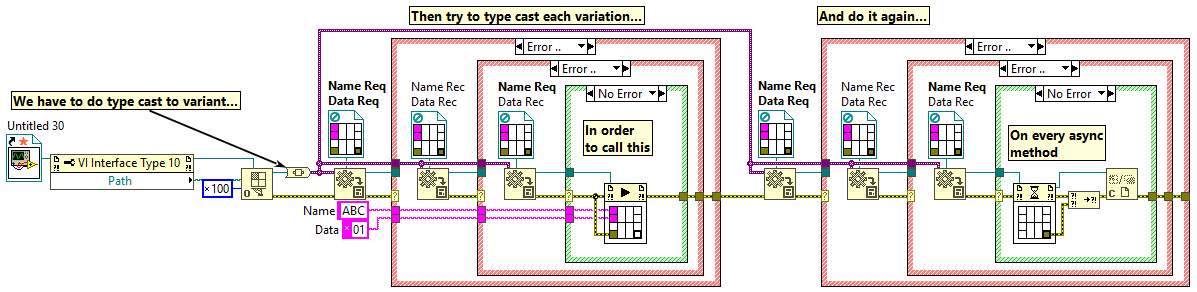 Then try to type cast each variation...
And do it again...
Error ..
Error ..
Error ..
Error ..
We have to do type cast to variant...
Name Req
Data Req
Name Rec
Data Rec
Name Req
Data Rec
No Error
Name Req
Data Req
Name Rec
Data Rec
Name Req
Data Rec
No Error
Untitled 30
In order
to call this
On every async
method
VI Interface Type 10
Path
×100
Name
ABC
Data
× 01